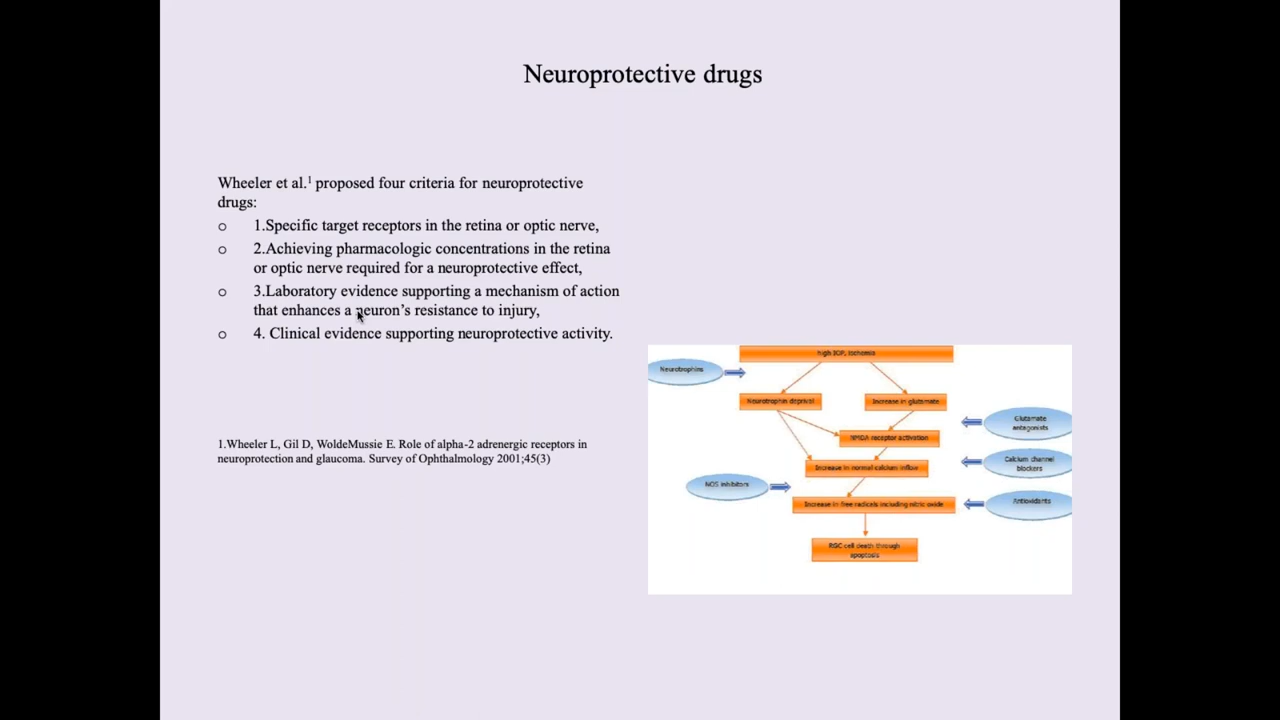 Neuroprotective drugs
Wheeler et al.1 proposed four criteria for neuroprotective
drugs:
o 1.Specific target receptors in the retina or optic nerve,
o 2.Achieving pharmacologic concentrations in the retina
or optic nerve required for a neuroprotective effect,
o 3.Laboratory evidence supporting a mechanism of action
that enhances a neuron's resistance to injury,
o 4. Clinical evidence supporting neuroprotective activity.
1.Wheeler L, Gil D, WoldeMussie E. Role of alpha-2 adrenergic receptors in
neuroprotection and glaucoma. Survey of Ophthalmology 2001;45(3)
high IOP, ischemia
Neurotrophins
Neurotrophin deprival
Increase in glutamate
Glutamate
antagonists
NMDA receptor activation
Calcium channel
blockers
Increase in normal calcium inflow
NOS inhibitors
Increase in free radicals including nitric oxide
Antioxidants
RGC cell death through
apoptosis